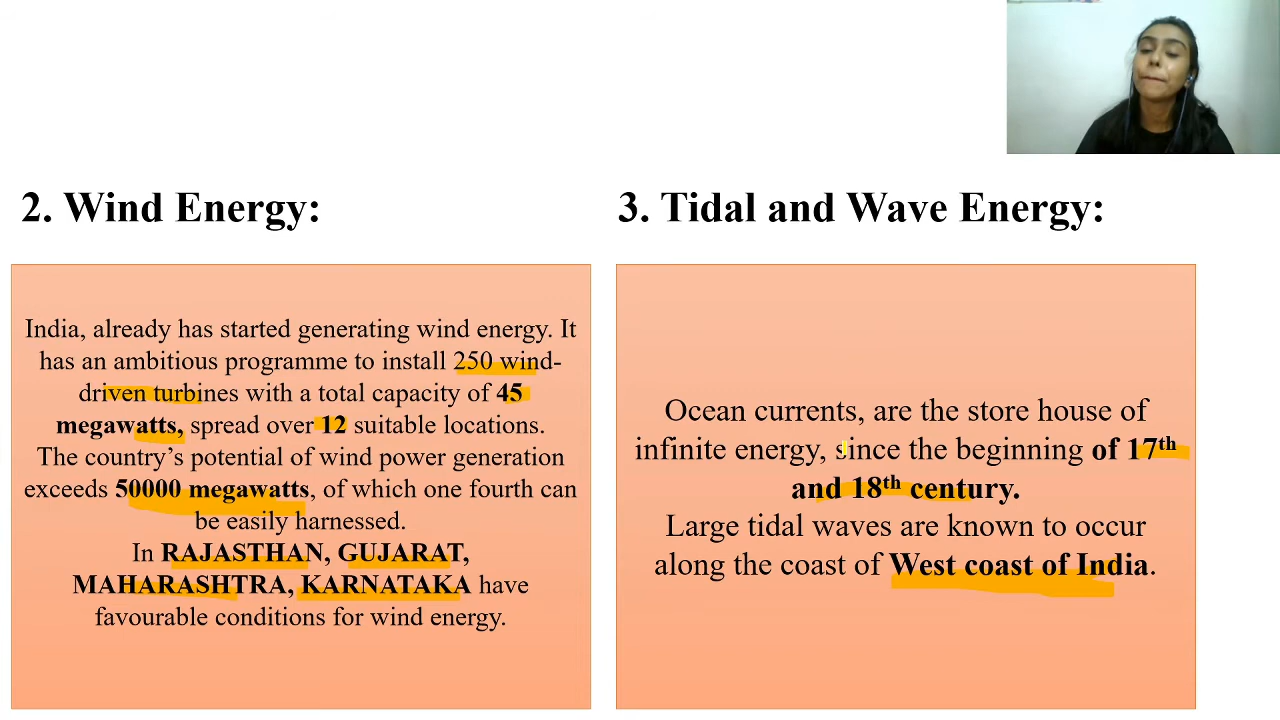 2. Wind Energy:
India, already has started generating wind energy. It
has an ambitious programme to install 250 wind-
driven turbines with a total capacity of 45
megawatts, spread over 12 suitable locations.
The country's potential of wind power generation
exceeds 50000 megawatts, of which one fourth can
be easily harnessed.
In RAJASTHAN, GUJARAT,
MAHARASHTRA, KARNATAKA have
favourable conditions for wind energy.
3. Tidal and Wave Energy:
Ocean currents, are the store house of
infinite energy, since the beginning of 17th
and 18th century.
Large tidal waves are known to occur
along the coast of West coast of India.